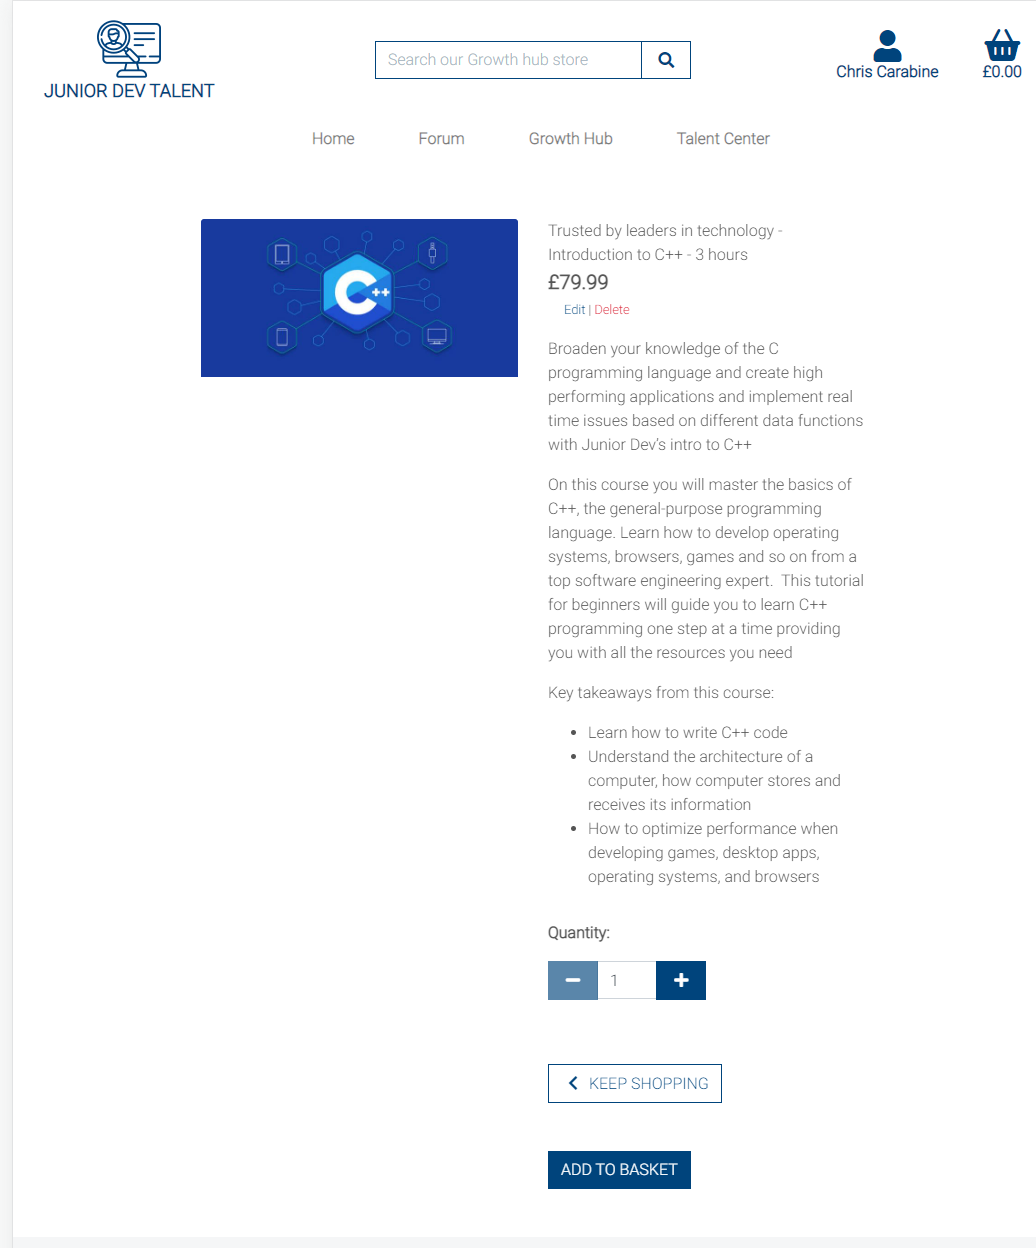 JUNIOR DEV TALENT
Search our Growth hub store
Chris Carabine
£0.00
Home Forum Growth Hub Talent Center
C++
Trusted by leaders in technology -
Introduction to C++ - 3 hours
£79.99
Edit | Delete
Broaden your knowledge of the C
programming language and create high
performing applications and implement real
time issues based on different data functions
with Junior Dev's intro to C++
On this course you will master the basics of
C++, the general-purpose programming
language. Learn how to develop operating
systems, browsers, games and so on from a
top software engineering expert.  This tutorial
for beginners will guide you to learn C++
programming one step at a time providing
you with all the resources you need
Key takeaways from this course:
• Learn how to write C++ code
• Understand the architecture of a
computer, how computer stores and
receives its information
• How to optimize performance when
developing games, desktop apps,
operating systems, and browsers
Quantity:
1
KEEP SHOPPING
ADD TO BASKET